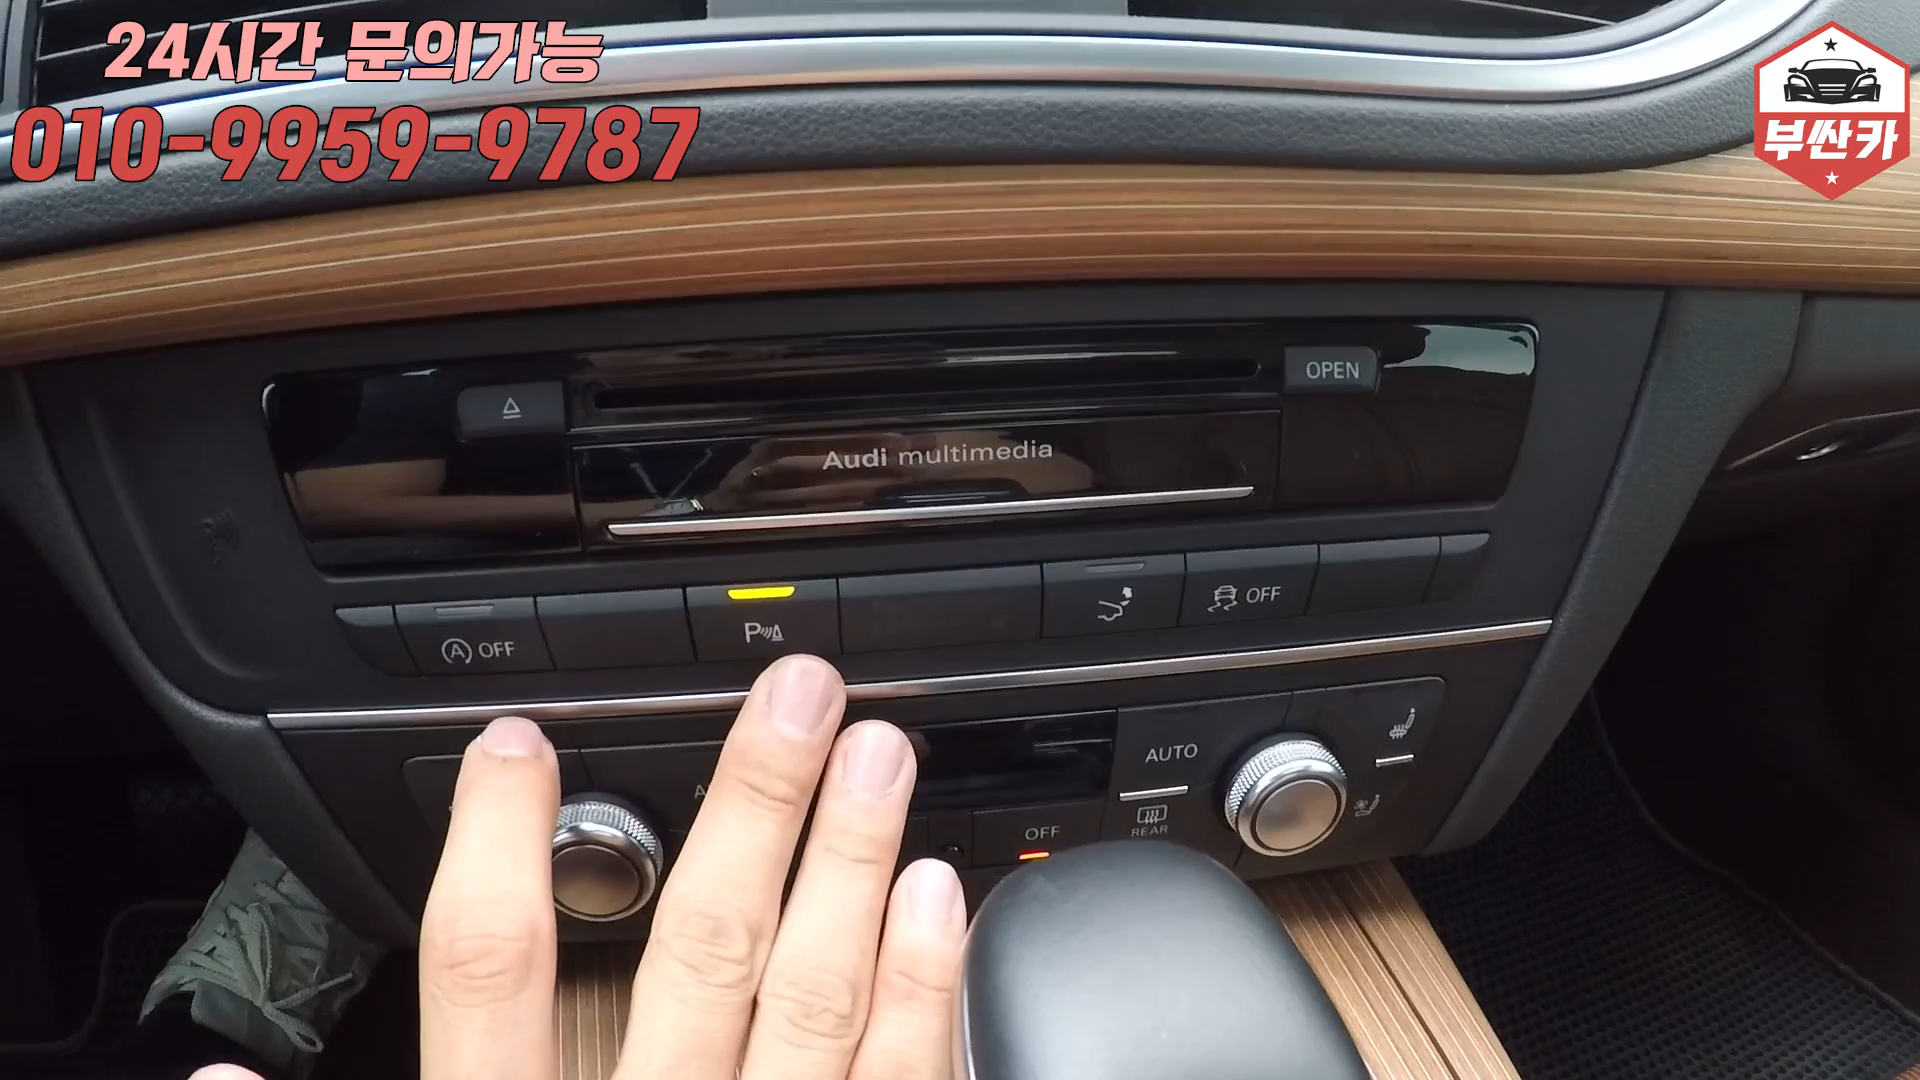 24시간 문의가능
010-9959-9787
부싼카
OPEN
Audi multimedia
A OFF
P
OFF
AUTO
OFF
REAR